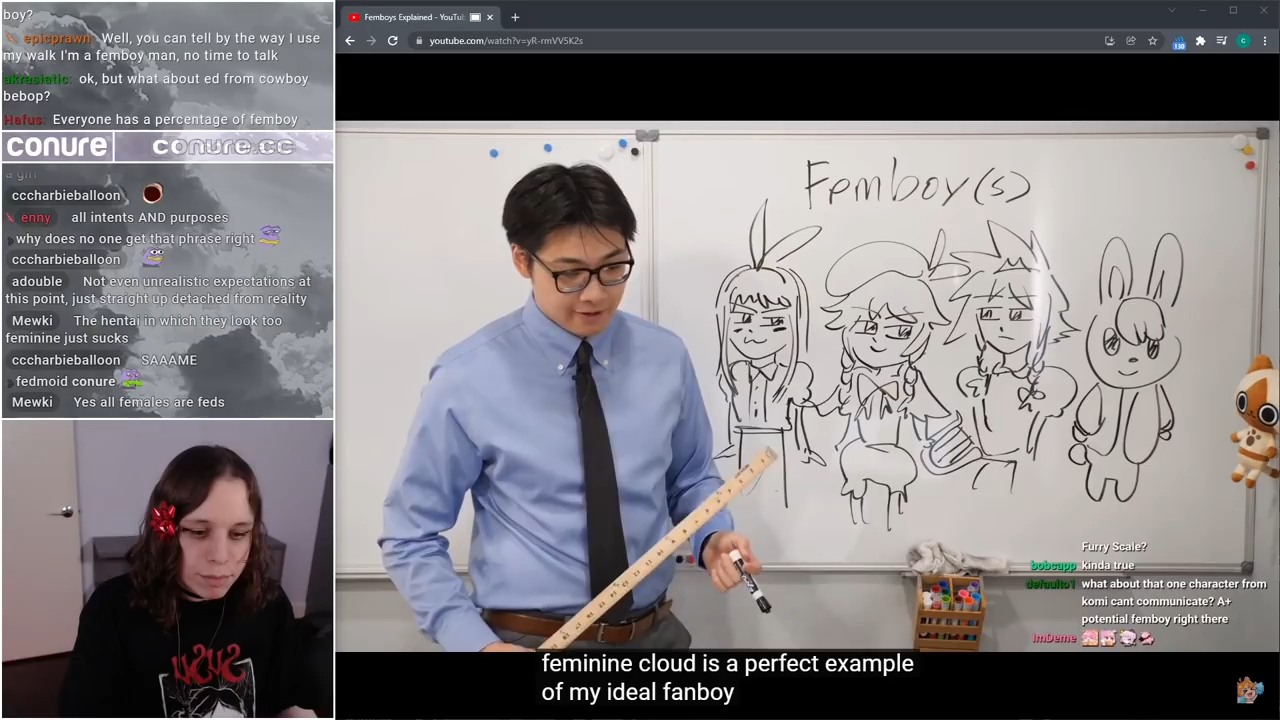 boy?
epicprawn: Well, you can tell by the way I use
my walk I'm a femboy man, no time to talk
akrasiatic: ok, but what about ed from cowboy
bebop?
Hafus: Everyone has a percentage of femboy
conure
conure.cc
a girl
cccharbieballoon
enny all intents AND purposes
why does no one get that phrase right
cccharbieballoon
adouble Not even unrealistic expectations at
this point, just straight up detached from reality
Mewki The hentai in which they look too
feminine just sucks
cccharbieballoon SAAAME
fedmoid conure
Mewki Yes all females are feds
Femboys Explained - YouTu
youtube.com/watch?v=yR-rmVV5K2s
130
C
Femboy(s)
Furry Scale?
bobcapp kinda true
defaulto1 what about that one character from
komi cant communicate? A+
potential femboy right there
ImDeme
feminine cloud is a perfect example
of my ideal fanboy